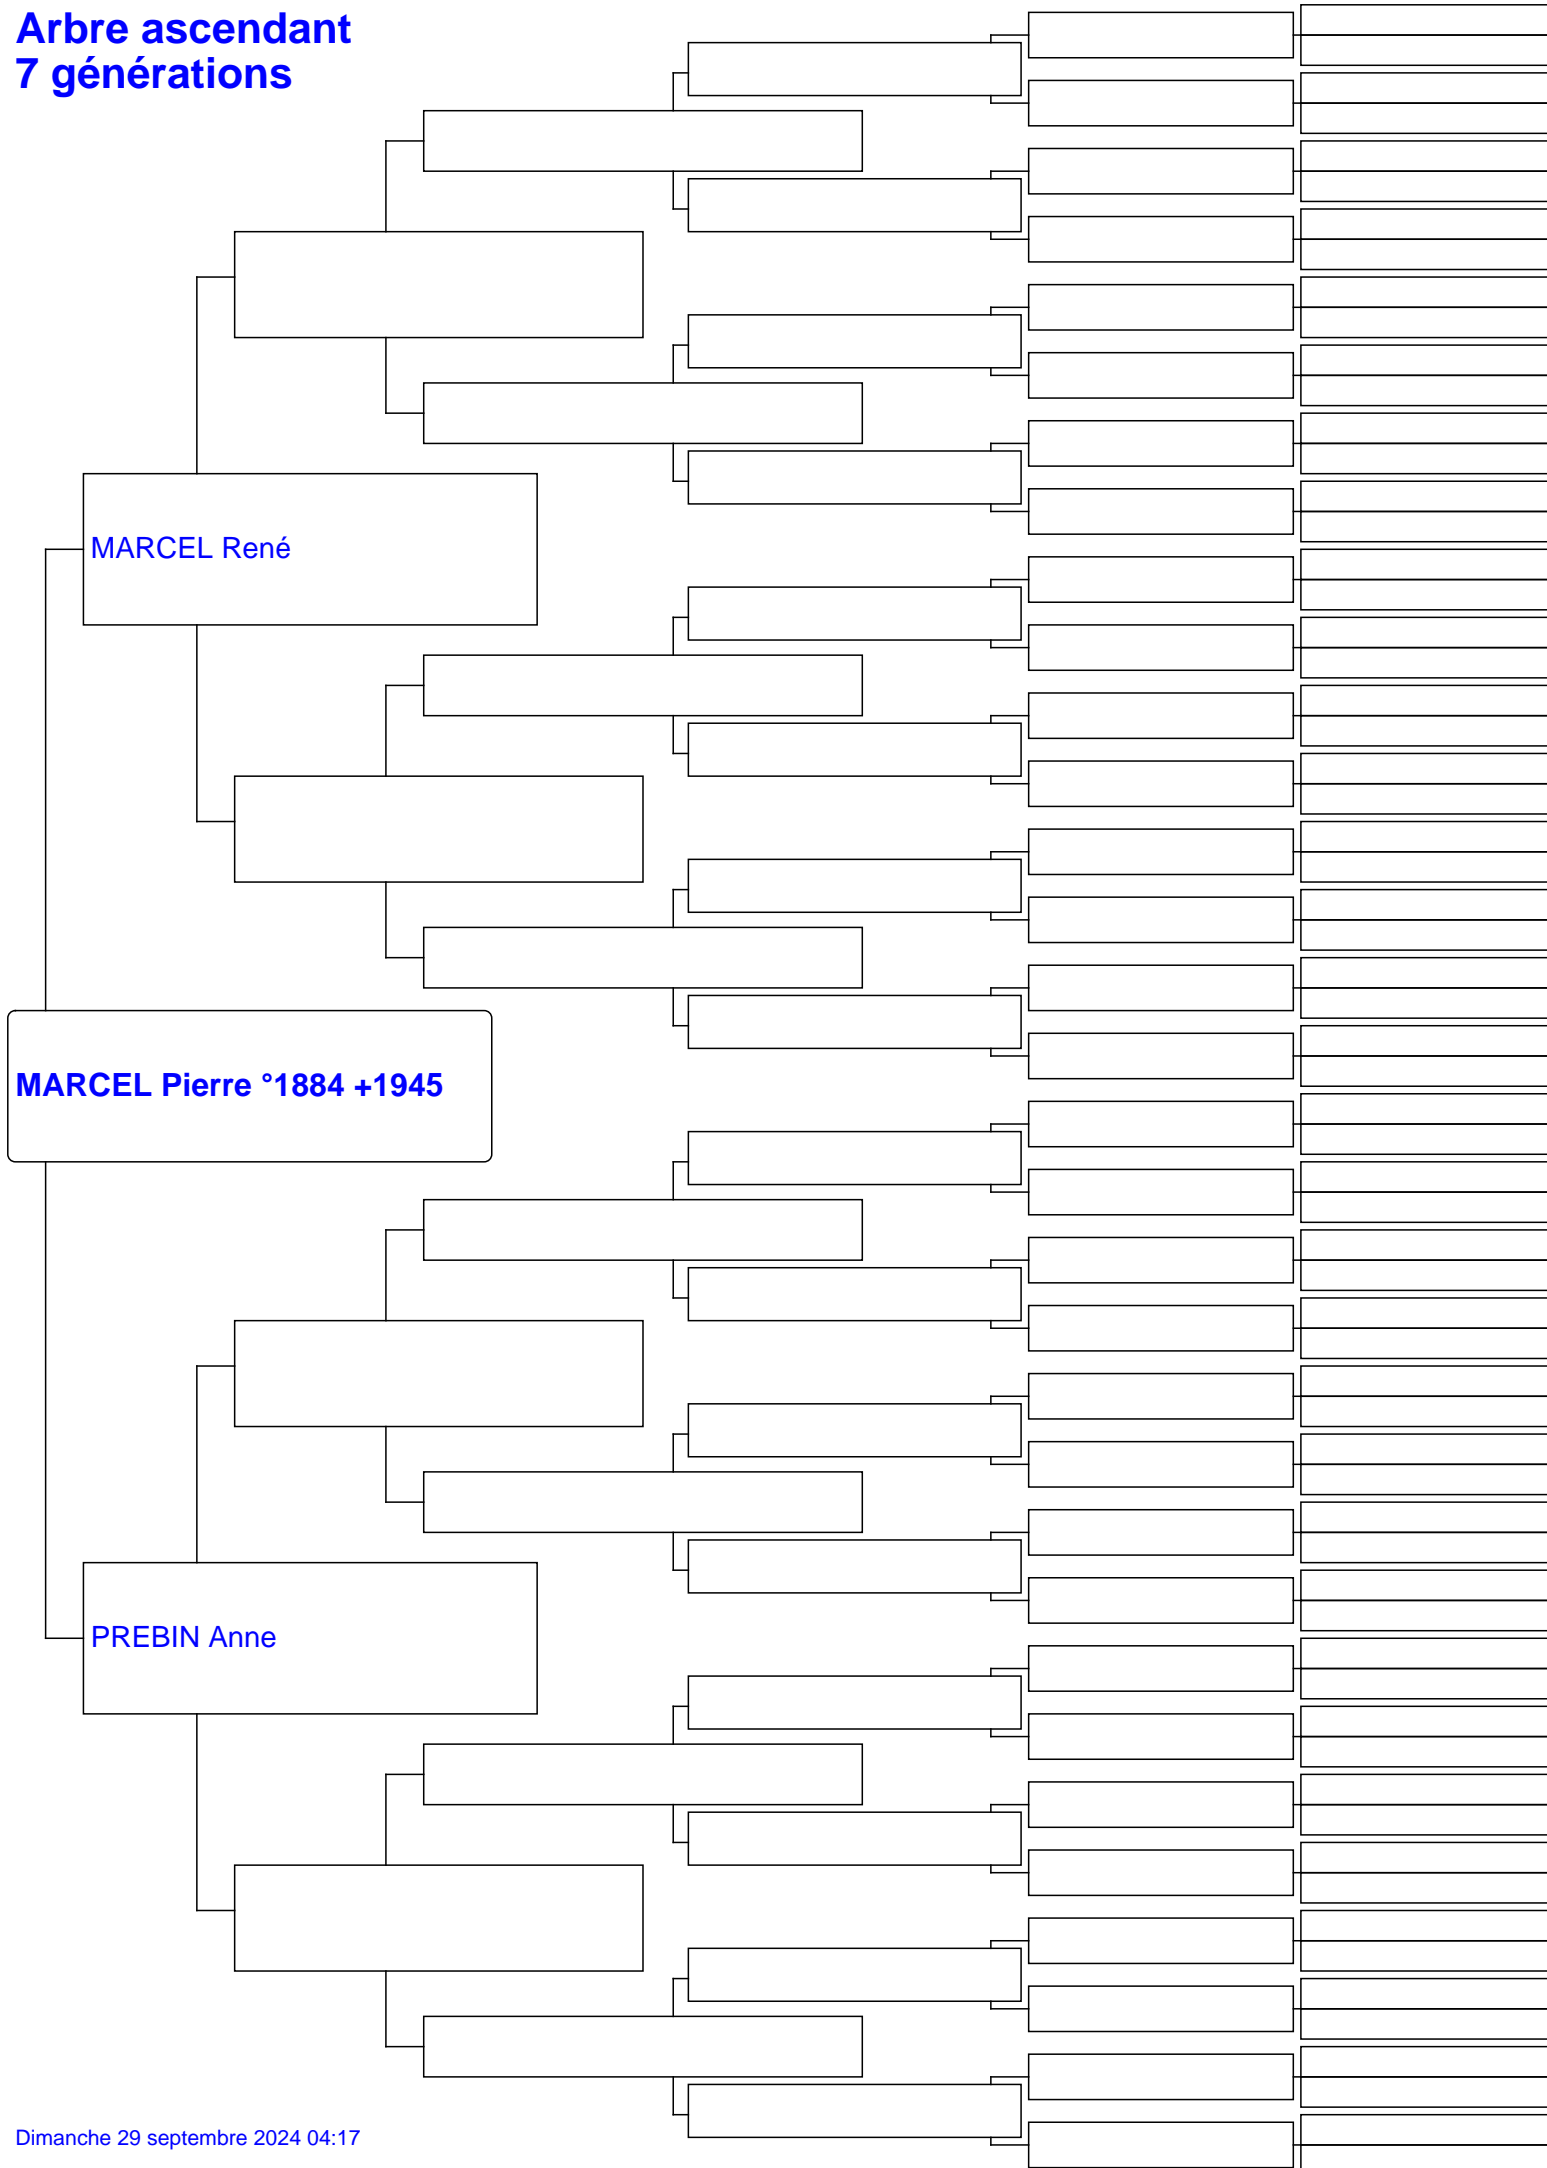 Arbre ascendant
7 générations
MARCEL René
MARCEL Pierre °1884 +1945
PREBIN Anne
Dimanche 29 septembre 2024 04:17